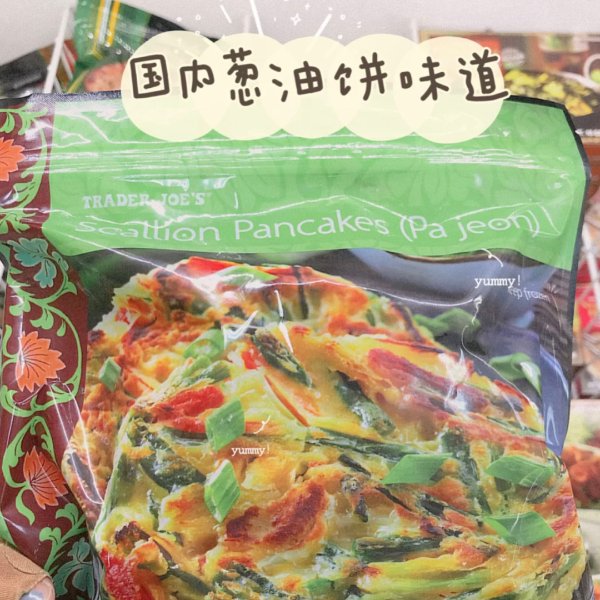 国内葱油饼味道
TRADER JOE'S
Scallion Pancakes (Pa jeon)
yummy!
yummy!